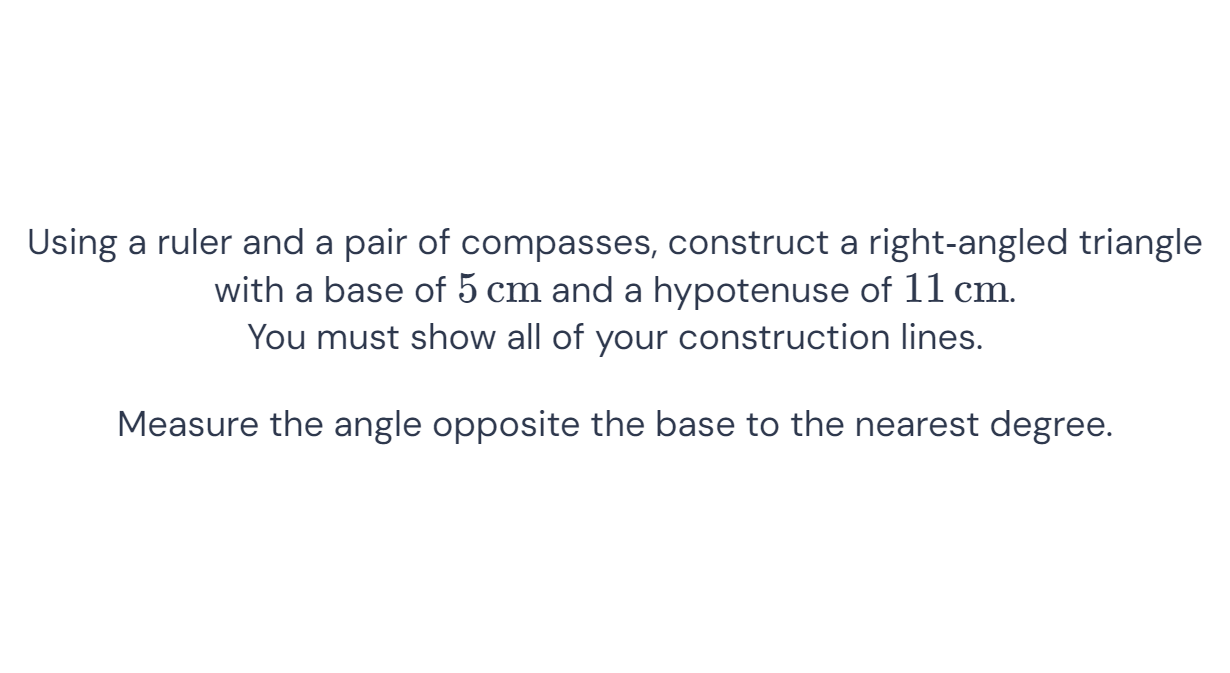 Using a ruler and a pair of compasses, construct a right-angled triangle
with a base of 5 cm and a hypotenuse of 11 cm.
You must show all of your construction lines.
Measure the angle opposite the base to the nearest degree.